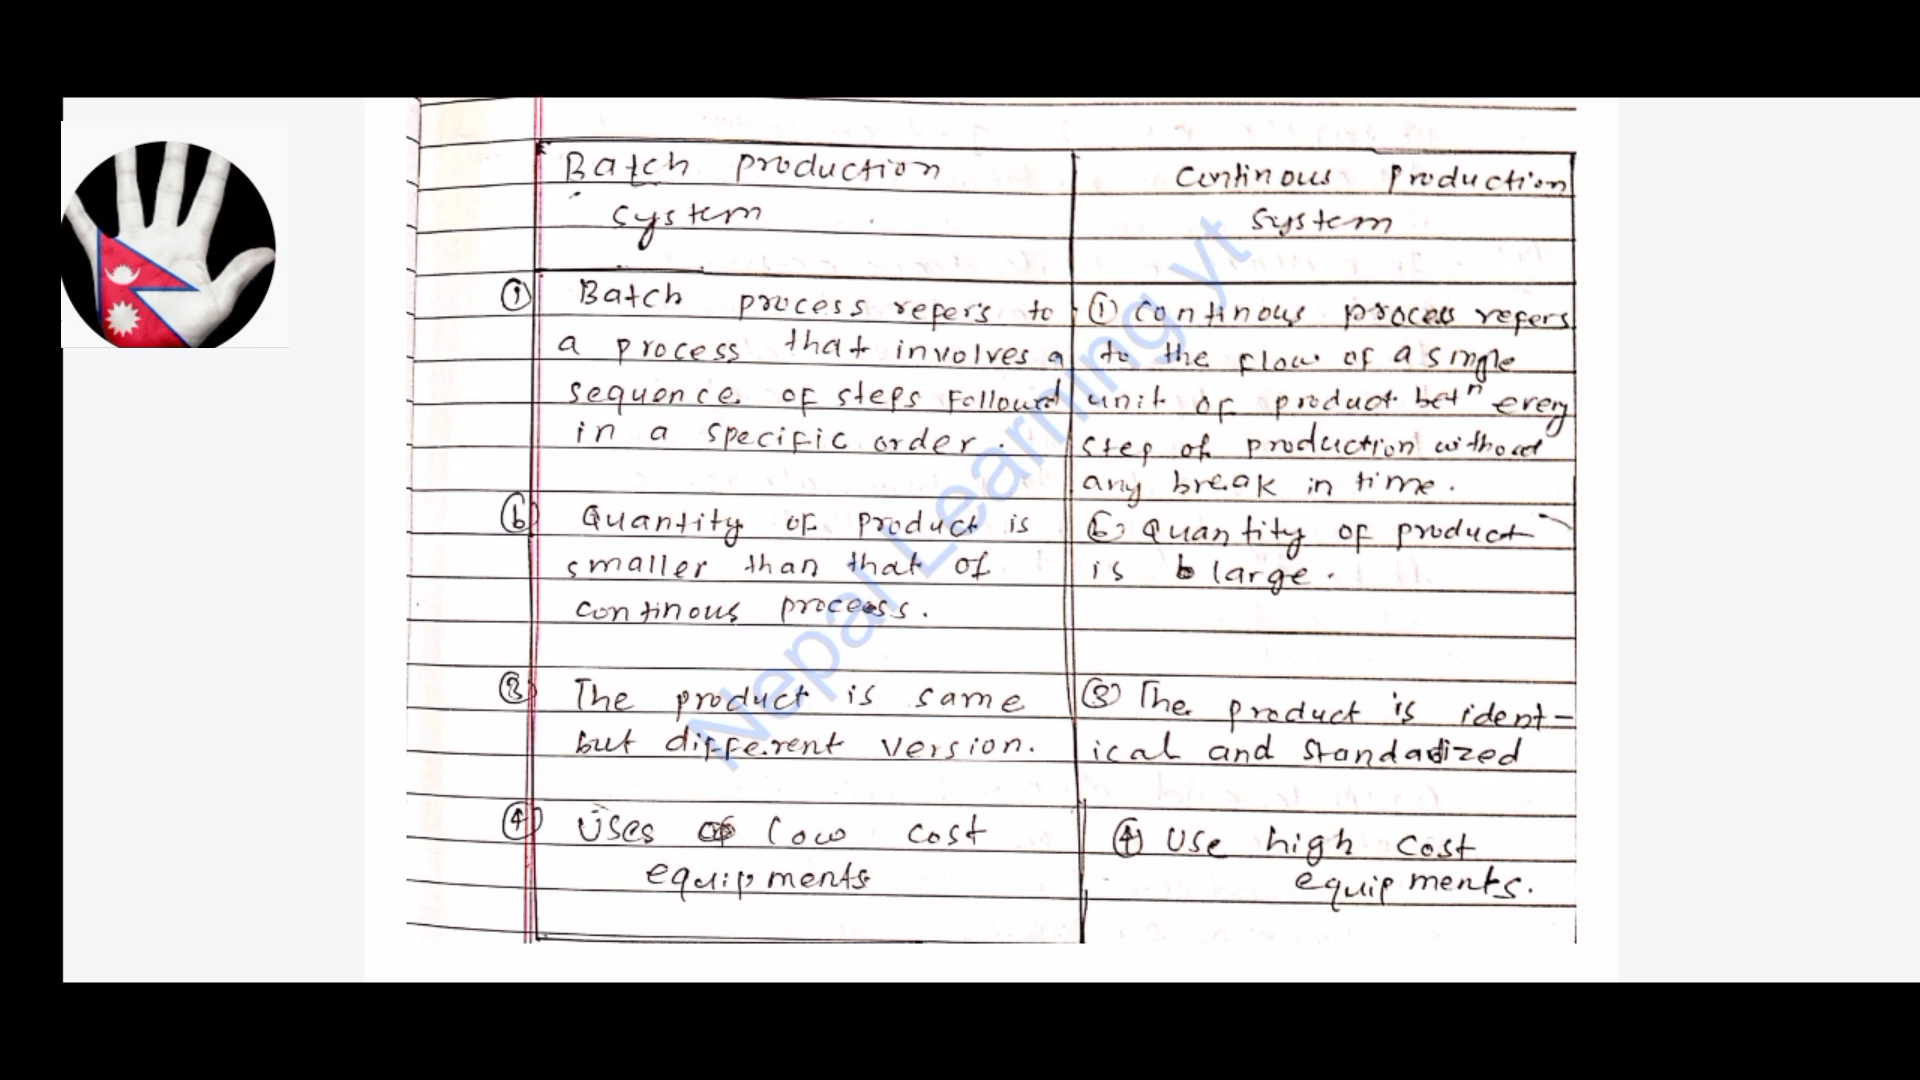 Batch production
system
① Batch process refers to
a process that involves a
sequence of steps followed
in a specific order.
⑥ Quantity of product is
smaller than that of
continous process.
③ The product is same
but different version.
④ Uses low cost
equipments
Continous production
system
① continous process refers
to the flow of a single
unit of product betⁿ every
step of production without
any break in time.
⑥ Quantity of product
is large.
③ The product is ident-
ical and standadized
④ Use high cost
equipments.
Nepal Learning yt